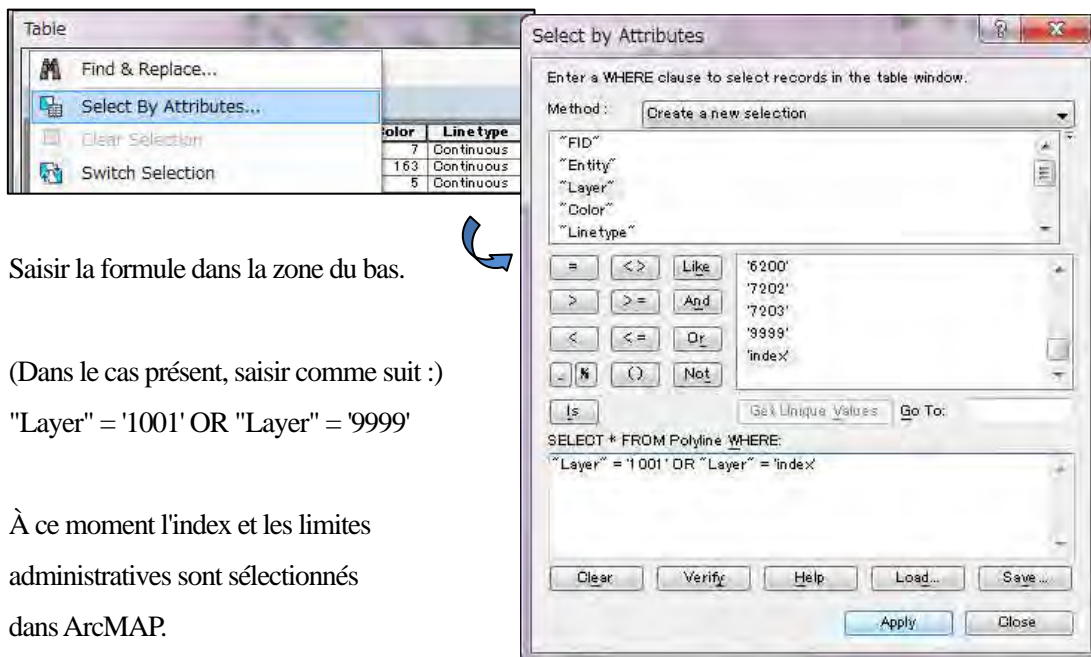 Table
Find & Replace...
Select By Attributes...
Clear Selection
Switch Selection
olor Linetype
7 Continuous
163 Continuous
5 Continuous
Saisir la formule dans la zone du bas.
(Dans le cas présent, saisir comme suit :)
"Layer" = '1001' OR "Layer" = '9999'
À ce moment l'index et les limites
administratives sont sélectionnés
dans ArcMAP.
Select by Attributes
Enter a WHERE clause to select records in the table window.
Method : Create a new selection
"FID"
"Entity"
"Layer"
"Color"
"Linetype"
= <> Like
> >= And
< <= Or
_ % () Not
Is
'6200'
'7202'
'7203'
'9999'
'index'
Get Unique Values Go To:
SELECT * FROM Polyline WHERE:
"Layer" = '1001' OR "Layer" = 'index'
Clear Verify Help Load... Save...
Apply Close